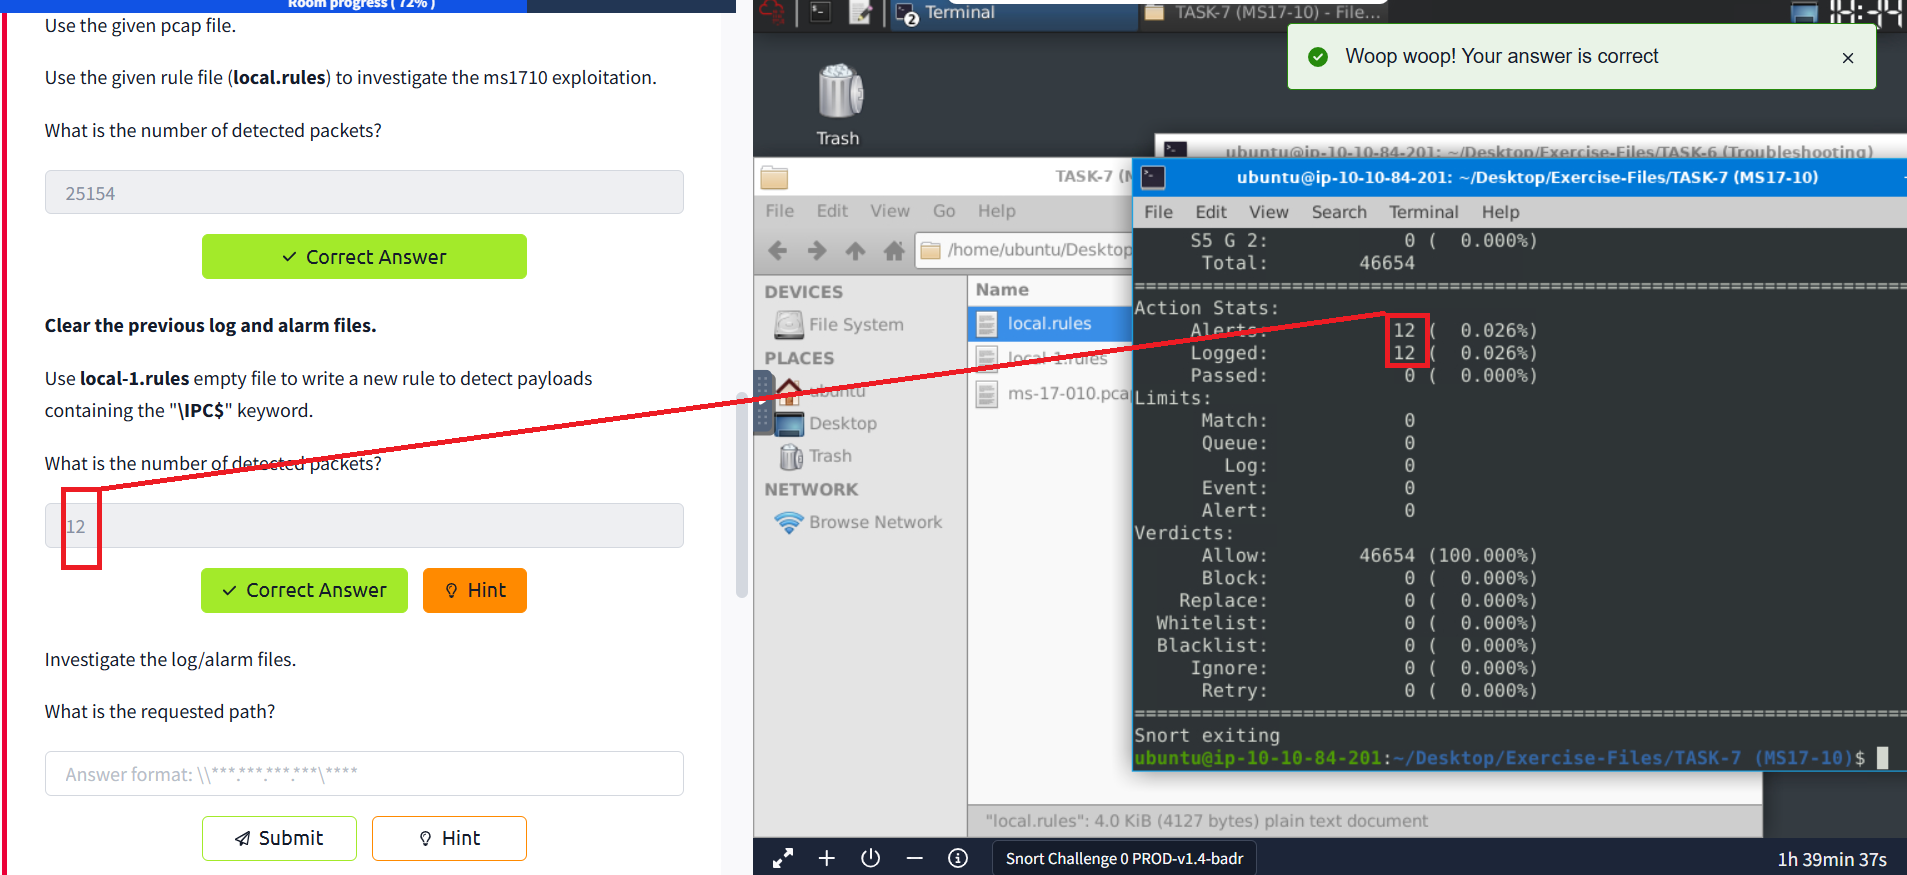 Room progress ( 72% )
Use the given pcap file.
Use the given rule file (local.rules) to investigate the ms1710 exploitation.
What is the number of detected packets?
25154
Correct Answer
Clear the previous log and alarm files.
Use local-1.rules empty file to write a new rule to detect payloads
containing the "\IPC$" keyword.
What is the number of detected packets?
12
Correct Answer
Hint
Investigate the log/alarm files.
What is the requested path?
Answer format: \\***.***.***.***\****
Submit
Hint
2
Terminal
TASK-7 (MS17-10) - File...
Woop woop! Your answer is correct
Trash
ubuntu@ip-10-10-84-201: ~/Desktop/Exercise-Files/TASK-6 (Troubleshooting)
TASK-7 (M
File Edit View Go Help
/home/ubuntu/Desktop
DEVICES
File System
PLACES
ubuntu
Desktop
Trash
NETWORK
Browse Network
Name
local.rules
local-1.rules
ms-17-010.pcap
"local.rules": 4.0 KiB (4127 bytes) plain text document
ubuntu@ip-10-10-84-201: ~/Desktop/Exercise-Files/TASK-7 (MS17-10)
File Edit View Search Terminal Help
S5 G 2: 0 ( 0.000%)
Total: 46654
===============================================================================
Action Stats:
Alerts: 12 ( 0.026%)
Logged: 12 ( 0.026%)
Passed: 0 ( 0.000%)
Limits:
Match: 0
Queue: 0
Log: 0
Event: 0
Alert: 0
Verdicts:
Allow: 46654 (100.000%)
Block: 0 ( 0.000%)
Replace: 0 ( 0.000%)
Whitelist: 0 ( 0.000%)
Blacklist: 0 ( 0.000%)
Ignore: 0 ( 0.000%)
Retry: 0 ( 0.000%)
===============================================================================
Snort exiting
ubuntu@ip-10-10-84-201:~/Desktop/Exercise-Files/TASK-7 (MS17-10)$
Snort Challenge 0 PROD-v1.4-badr
1h 39min 37s